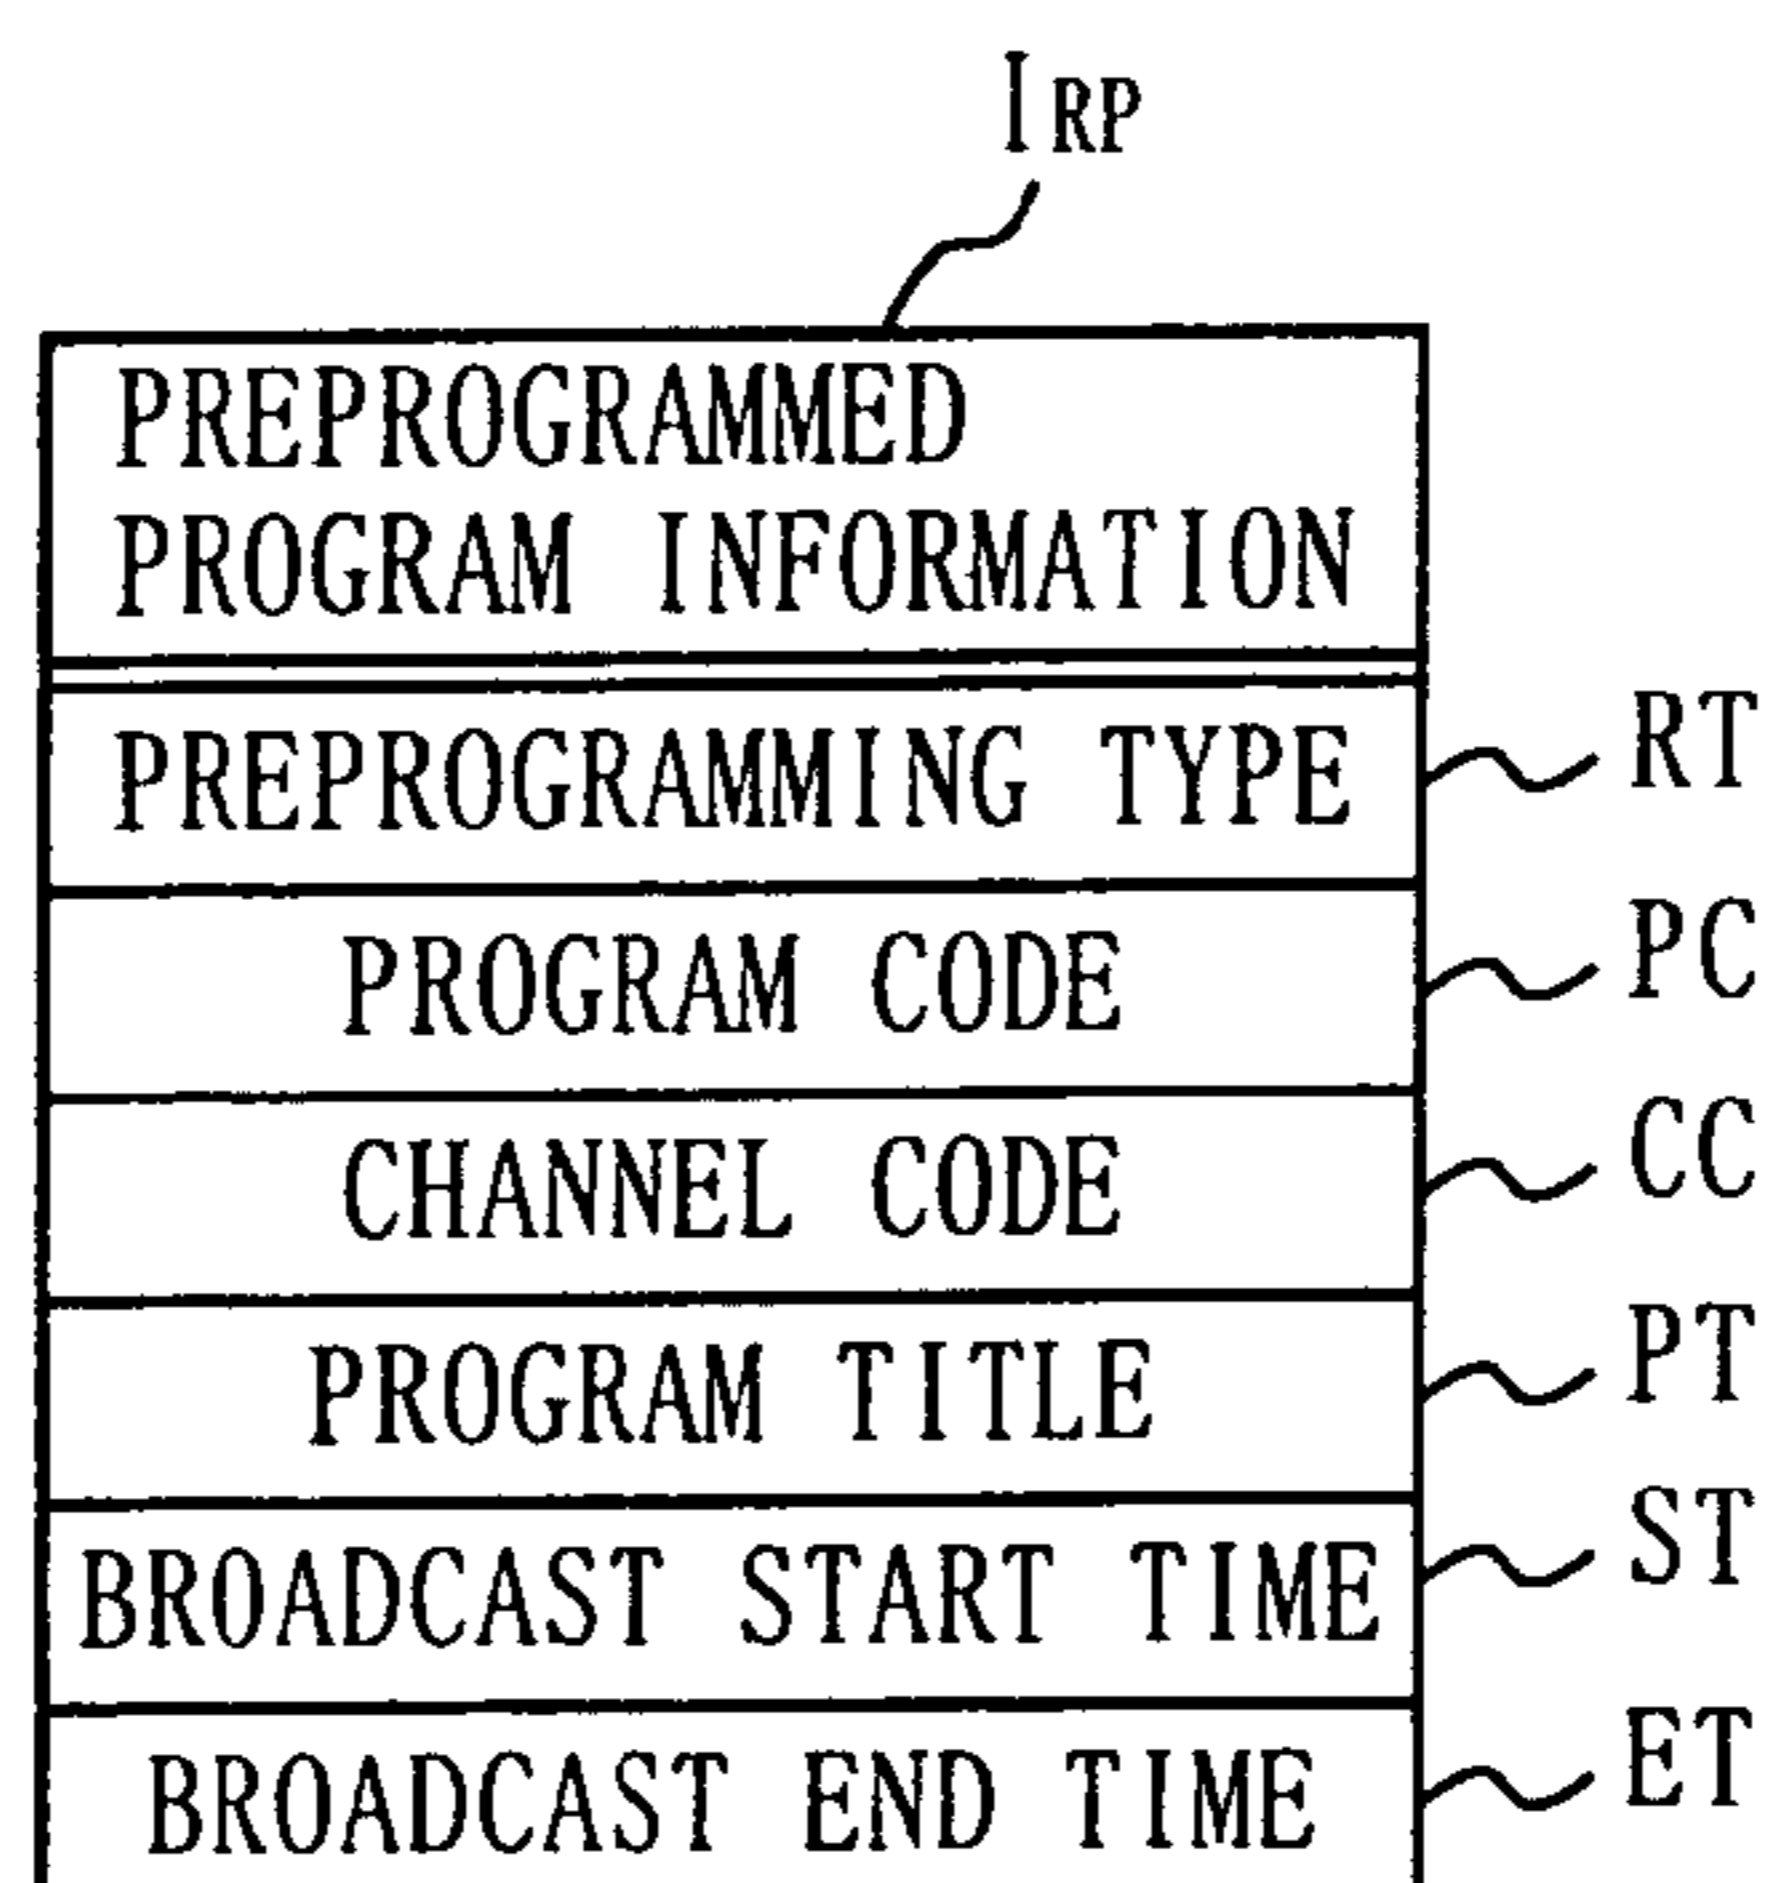 IRP
PREPROGRAMMED
PROGRAM INFORMATION
PREPROGRAMMING TYPE RT
PROGRAM CODE PC
CHANNEL CODE CC
PROGRAM TITLE PT
BROADCAST START TIME ST
BROADCAST END TIME ET